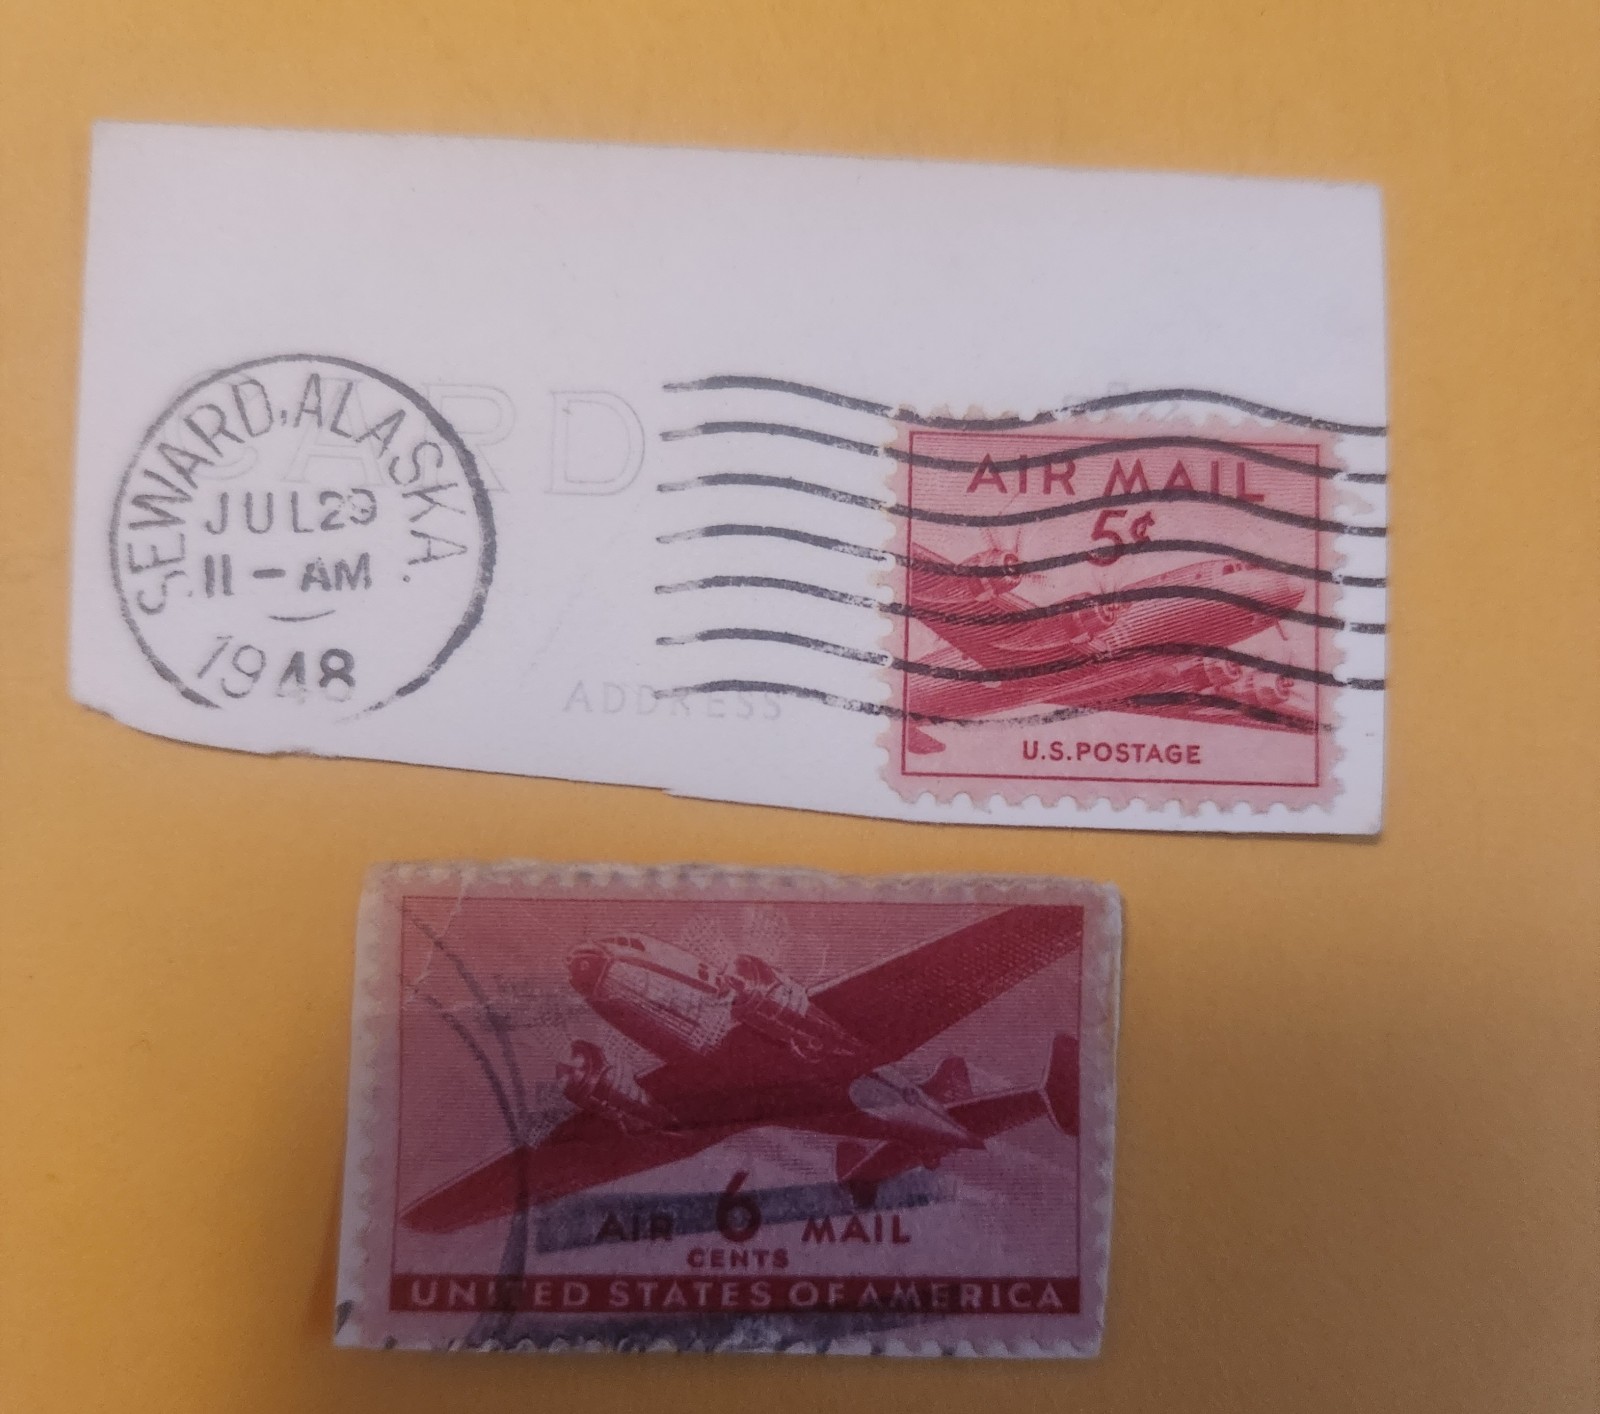 SEWARD, ALASKA.
JUL 29
11 - AM
1948
CARD
ADDRESS
AIR MAIL
5¢
U.S. POSTAGE
AIR 6 MAIL
CENTS
UNITED STATES OF AMERICA